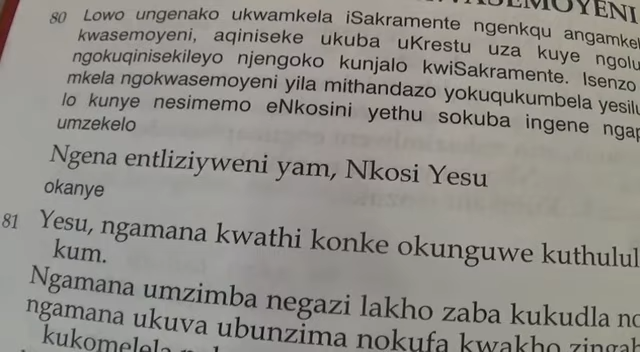 80 Lowo ungenako ukwamkela iSakramente ngenkqu
kwasemoyeni, aqiniseke ukuba uKrestu uza kuye
ngokuqinisekileyo njengoko kunjalo kwiSakramente. Isenzo
mkela ngokwasemoyeni yila mithandazo yokuqukumbela
lo kunye nesimemo eNkosini yethu sokuba ingene
umzekelo
Ngena entliziyweni yam, Nkosi Yesu
okanye
81 Yesu, ngamana kwathi konke okunguwe
kum.
Ngamana umzimba negazi lakho zaba kukudla
ngamana ukuva ubunzima nokufa kwakho
kukomelela